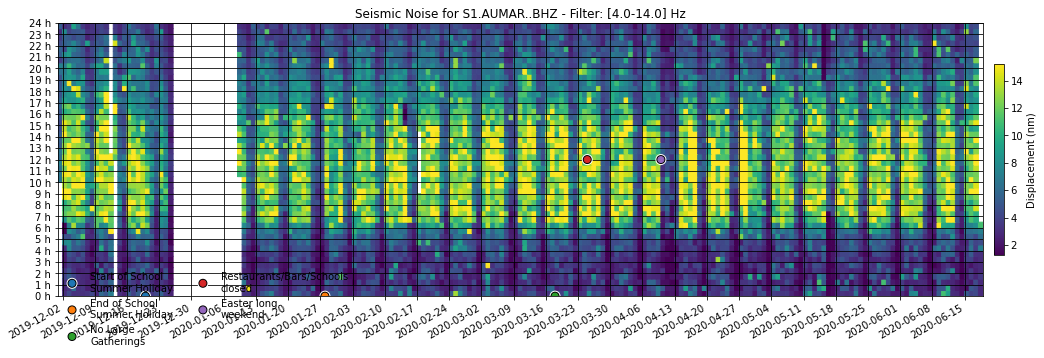 Seismic Noise for S1.AUMAR..BHZ - Filter: [4.0-14.0] Hz
24 h
23 h
22 h
21 h
20 h
19 h
18 h
17 h
16 h
15 h
14 h
13 h
12 h
11 h
10 h
9 h
8 h
7 h
6 h
5 h
4 h
3 h
2 h
1 h
0 h
Start of School
Summer Holiday
End of School
Summer Holiday
No Large
Gatherings
Restaurants/Bars/Schools
closed
Easter long
weekend
2019-12-02
2019-12-09
2019-12-30
2020-01-06
2020-01-20
2020-01-27
2020-02-03
2020-02-10
2020-02-17
2020-02-24
2020-03-02
2020-03-09
2020-03-16
2020-03-23
2020-03-30
2020-04-06
2020-04-13
2020-04-20
2020-04-27
2020-05-04
2020-05-11
2020-05-18
2020-05-25
2020-06-01
2020-06-08
2020-06-15
14
12
10
8
6
4
2
Displacement (nm)